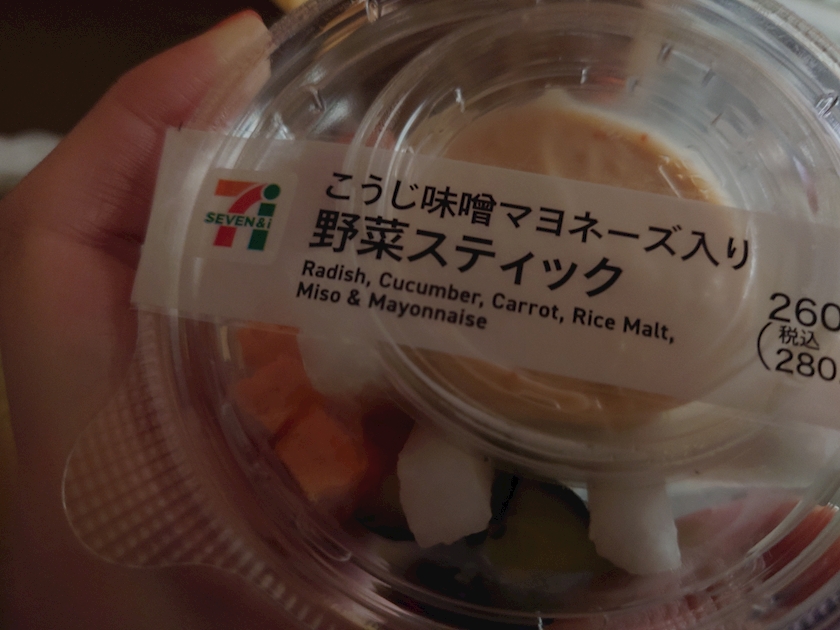 SEVEN&i
こうじ味噌マヨネーズ入り
野菜スティック
Radish, Cucumber, Carrot, Rice Malt,
Miso & Mayonnaise
260
税込
(280